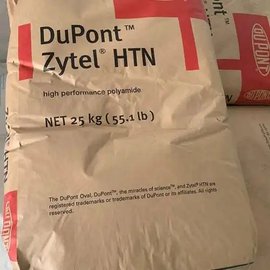 DuPont™
Zytel® HTN
high performance polyamide
NET 25 kg (55.1 lb)
The DuPont Oval, DuPont™, the miracles of science™, and Zytel® HTN are
registered trademarks or trademarks of DuPont or its affiliates. All rights
reserved.
DUPONT